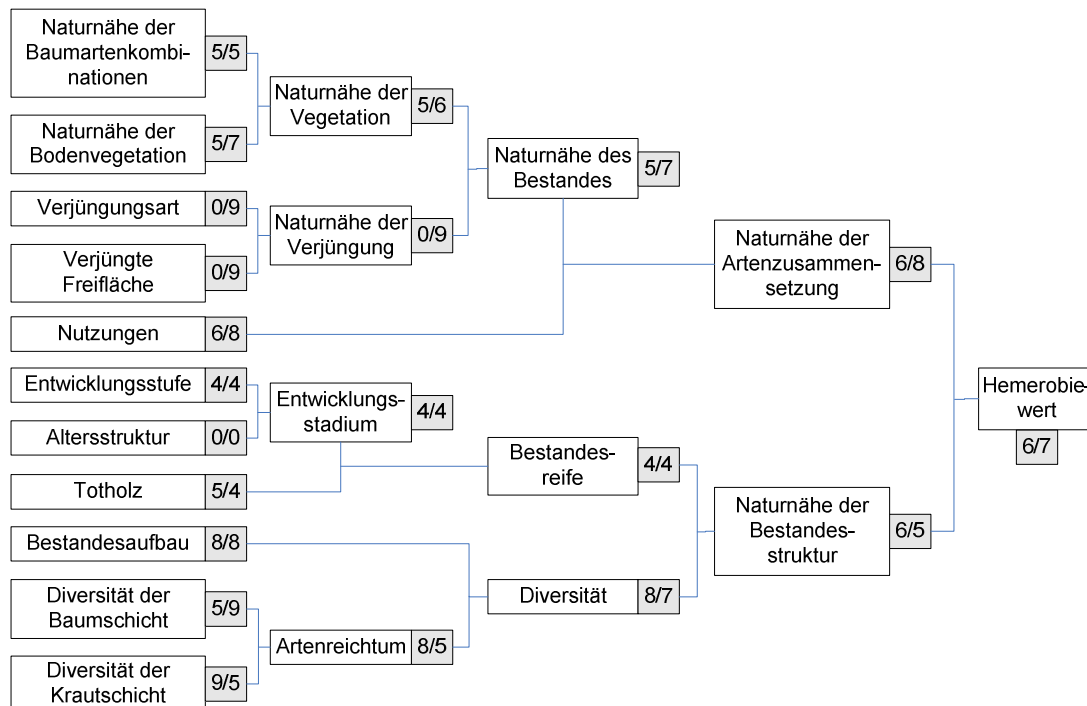 Naturnähe der
Baumartenkombi-
nationen
5/5
Naturnähe der
Bodenvegetation
5/7
Verjüngungsart
0/9
Verjüngte
Freifläche
0/9
Nutzungen
6/8
Entwicklungsstufe
4/4
Altersstruktur
0/0
Totholz
5/4
Bestandesaufbau
8/8
Diversität der
Baumschicht
5/9
Diversität der
Krautschicht
9/5
Naturnähe der
Vegetation
5/6
Naturnähe der
Verjüngung
0/9
Entwicklungs-
stadium
4/4
Artenreichtum
8/5
Naturnähe des
Bestandes
5/7
Bestandes-
reife
4/4
Diversität
8/7
Naturnähe der
Artenzusammen-
setzung
6/8
Naturnähe der
Bestandes-
struktur
6/5
Hemerobie-
wert
6/7